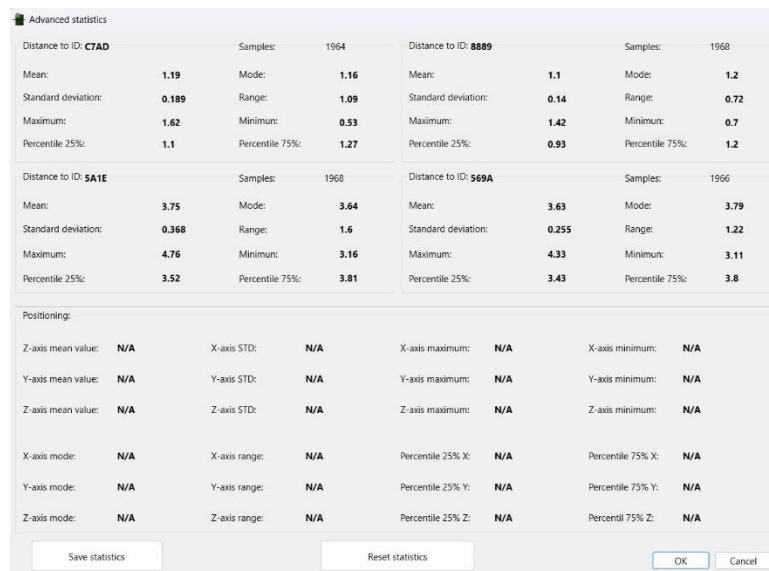 Advanced statistics
Distance to ID: C7AD Samples: 1964 Distance to ID: 8889 Samples: 1968
Mean: 1.19 Mode: 1.16 Mean: 1.1 Mode: 1.2
Standard deviation: 0.189 Range: 1.09 Standard deviation: 0.14 Range: 0.72
Maximum: 1.62 Minimun: 0.53 Maximum: 1.42 Minimun: 0.7
Percentile 25%: 1.1 Percentile 75%: 1.27 Percentile 25%: 0.93 Percentile 75%: 1.2
Distance to ID: 5A1E Samples: 1968 Distance to ID: 569A Samples: 1966
Mean: 3.75 Mode: 3.64 Mean: 3.63 Mode: 3.79
Standard deviation: 0.368 Range: 1.6 Standard deviation: 0.255 Range: 1.22
Maximum: 4.76 Minimun: 3.16 Maximum: 4.33 Minimun: 3.11
Percentile 25%: 3.52 Percentile 75%: 3.81 Percentile 25%: 3.43 Percentile 75%: 3.8
Positioning:
Z-axis mean value: N/A X-axis STD: N/A X-axis maximum: N/A X-axis minimum: N/A
Y-axis mean value: N/A Y-axis STD: N/A Y-axis maximum: N/A Y-axis minimum: N/A
Z-axis mean value: N/A Z-axis STD: N/A Z-axis maximum: N/A Z-axis minimum: N/A
X-axis mode: N/A X-axis range: N/A Percentile 25% X: N/A Percentile 75% X: N/A
Y-axis mode: N/A Y-axis range: N/A Percentile 25% Y: N/A Percentile 75% Y: N/A
Z-axis mode: N/A Z-axis range: N/A Percentile 25% Z: N/A Percentil 75% Z: N/A
Save statistics Reset statistics OK Cancel